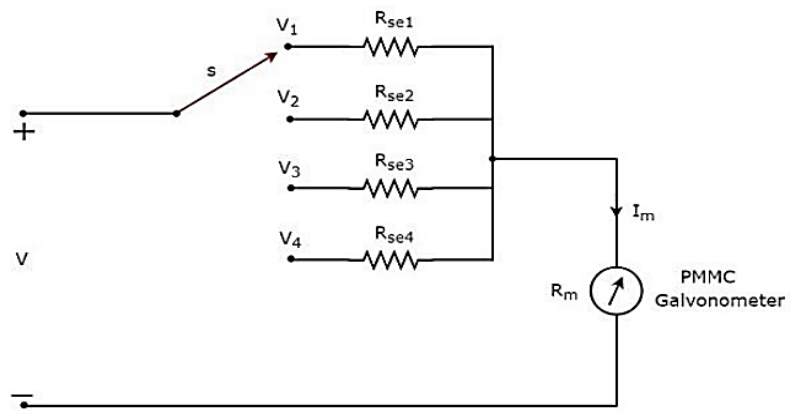 V1
Rse1
s
V2
Rse2
+
V3
Rse3
Im
V4
Rse4
V
Rm
PMMC
Galvonometer
−